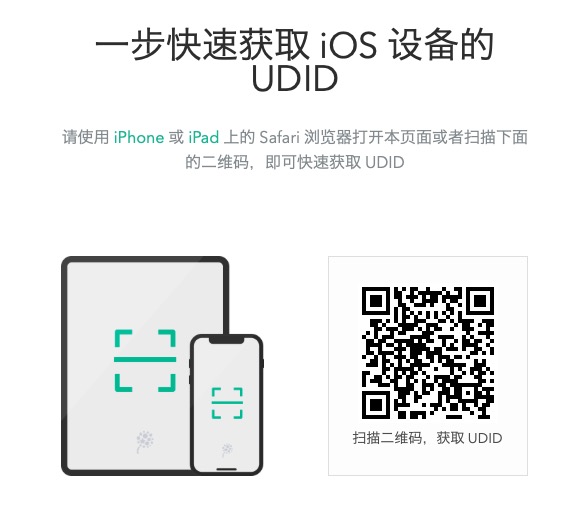 一步快速获取 iOS 设备的
UDID
请使用 iPhone 或 iPad 上的 Safari 浏览器打开本页面或者扫描下面
的二维码，即可快速获取 UDID
扫描二维码，获取 UDID